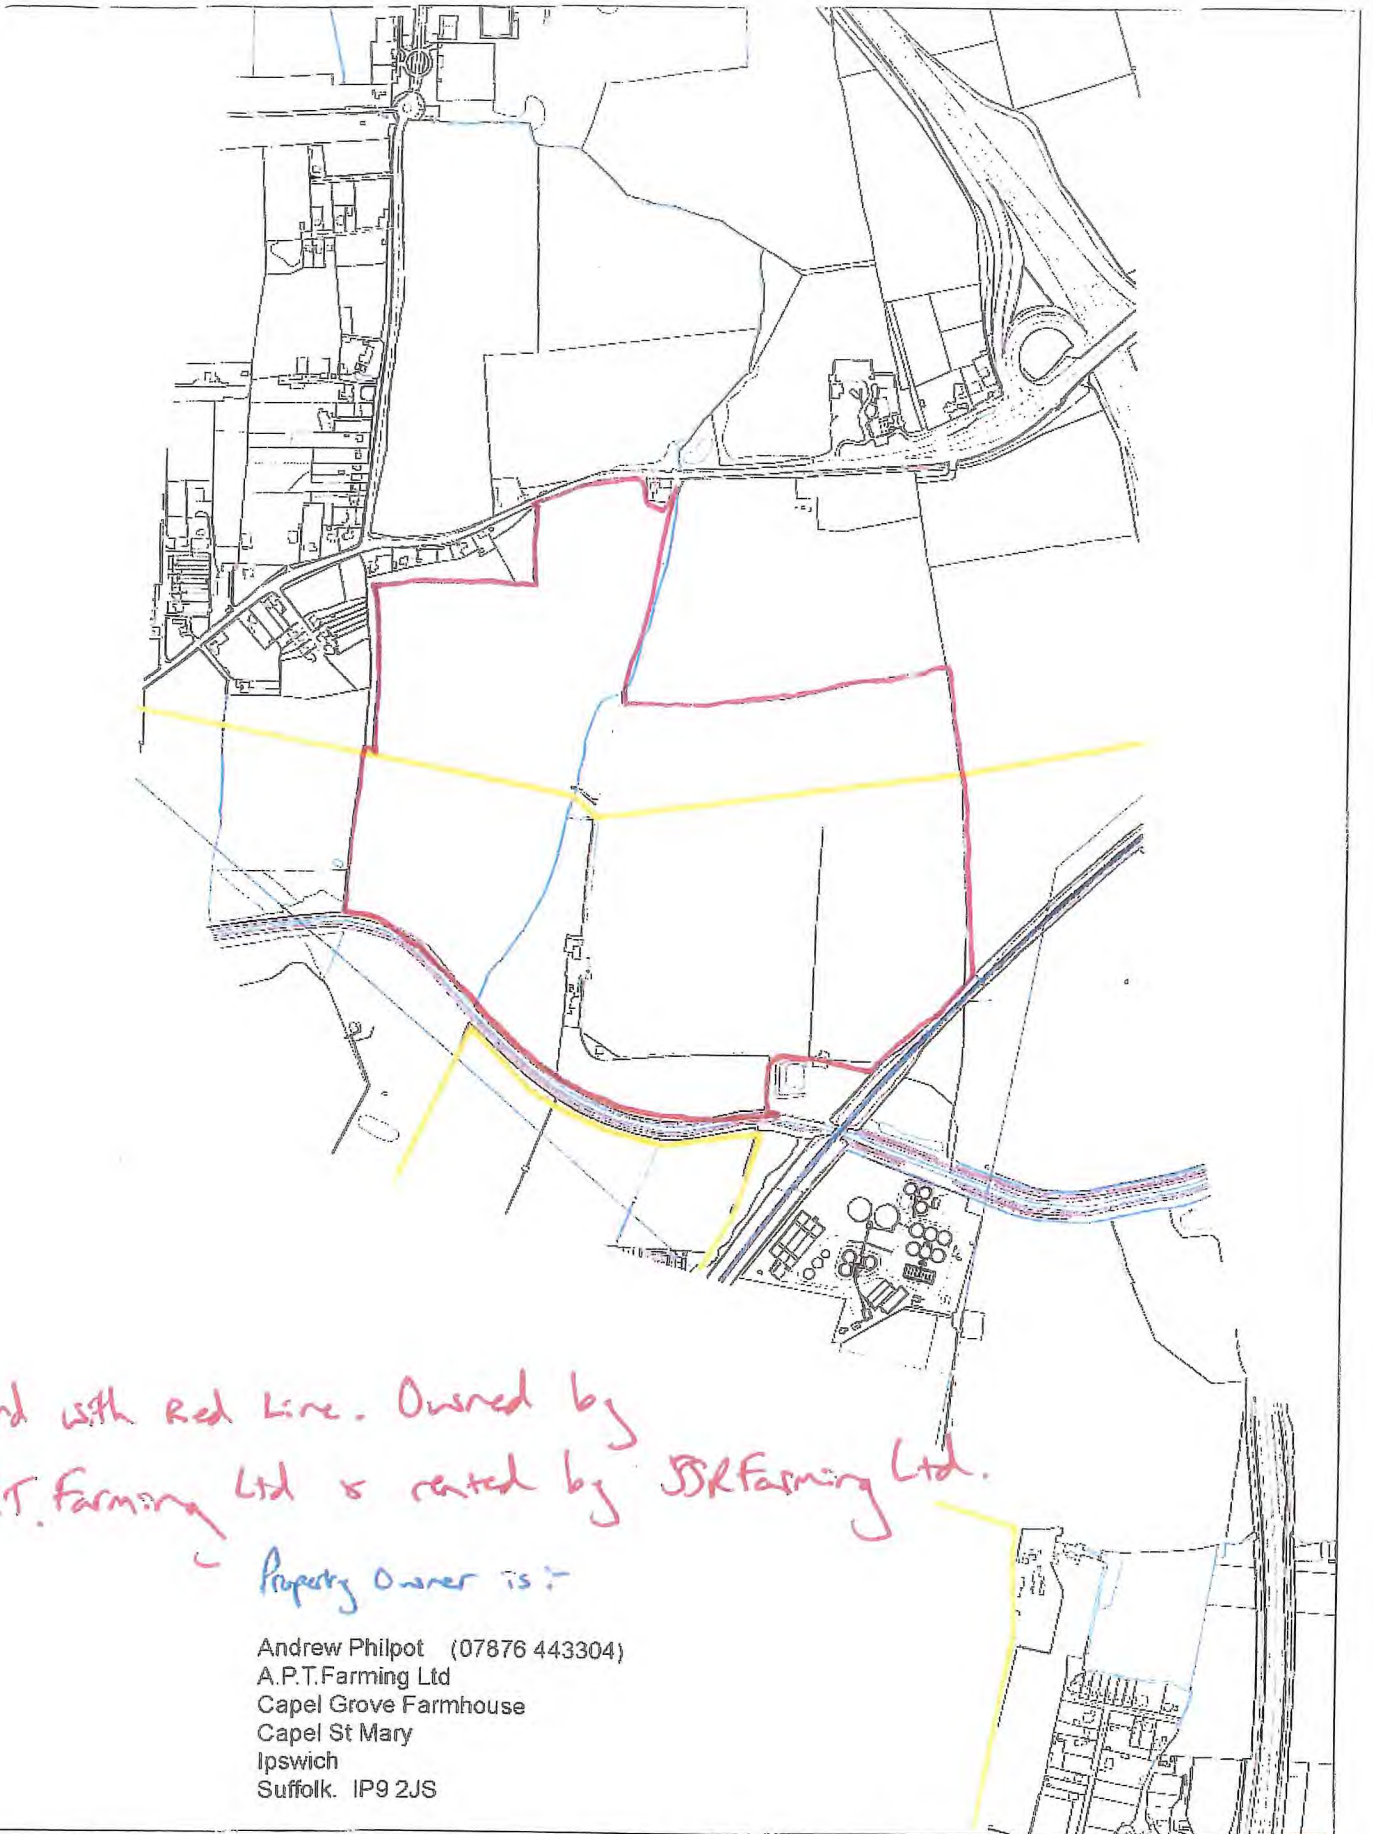 nd with Red Line. Owned by
.T. Farming Ltd & rented by JSR Farming Ltd.
Property Owner is :-
Andrew Philpot (07876 443304)
A.P.T.Farming Ltd
Capel Grove Farmhouse
Capel St Mary
Ipswich
Suffolk. IP9 2JS